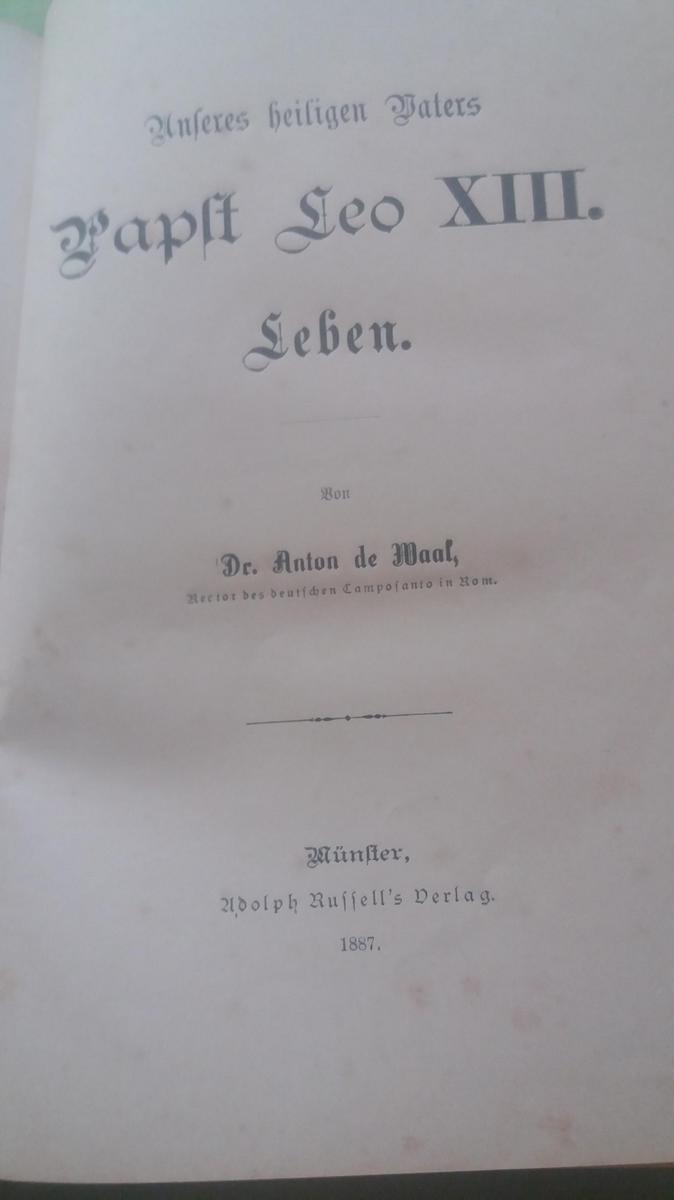 Unseres heiligen Vaters
Papst Leo XIII.
Leben.
Von
Dr. Anton de Waal,
Rector des deutschen Camposanto in Rom.
Münster,
Adolph Russell's Verlag.
1887.